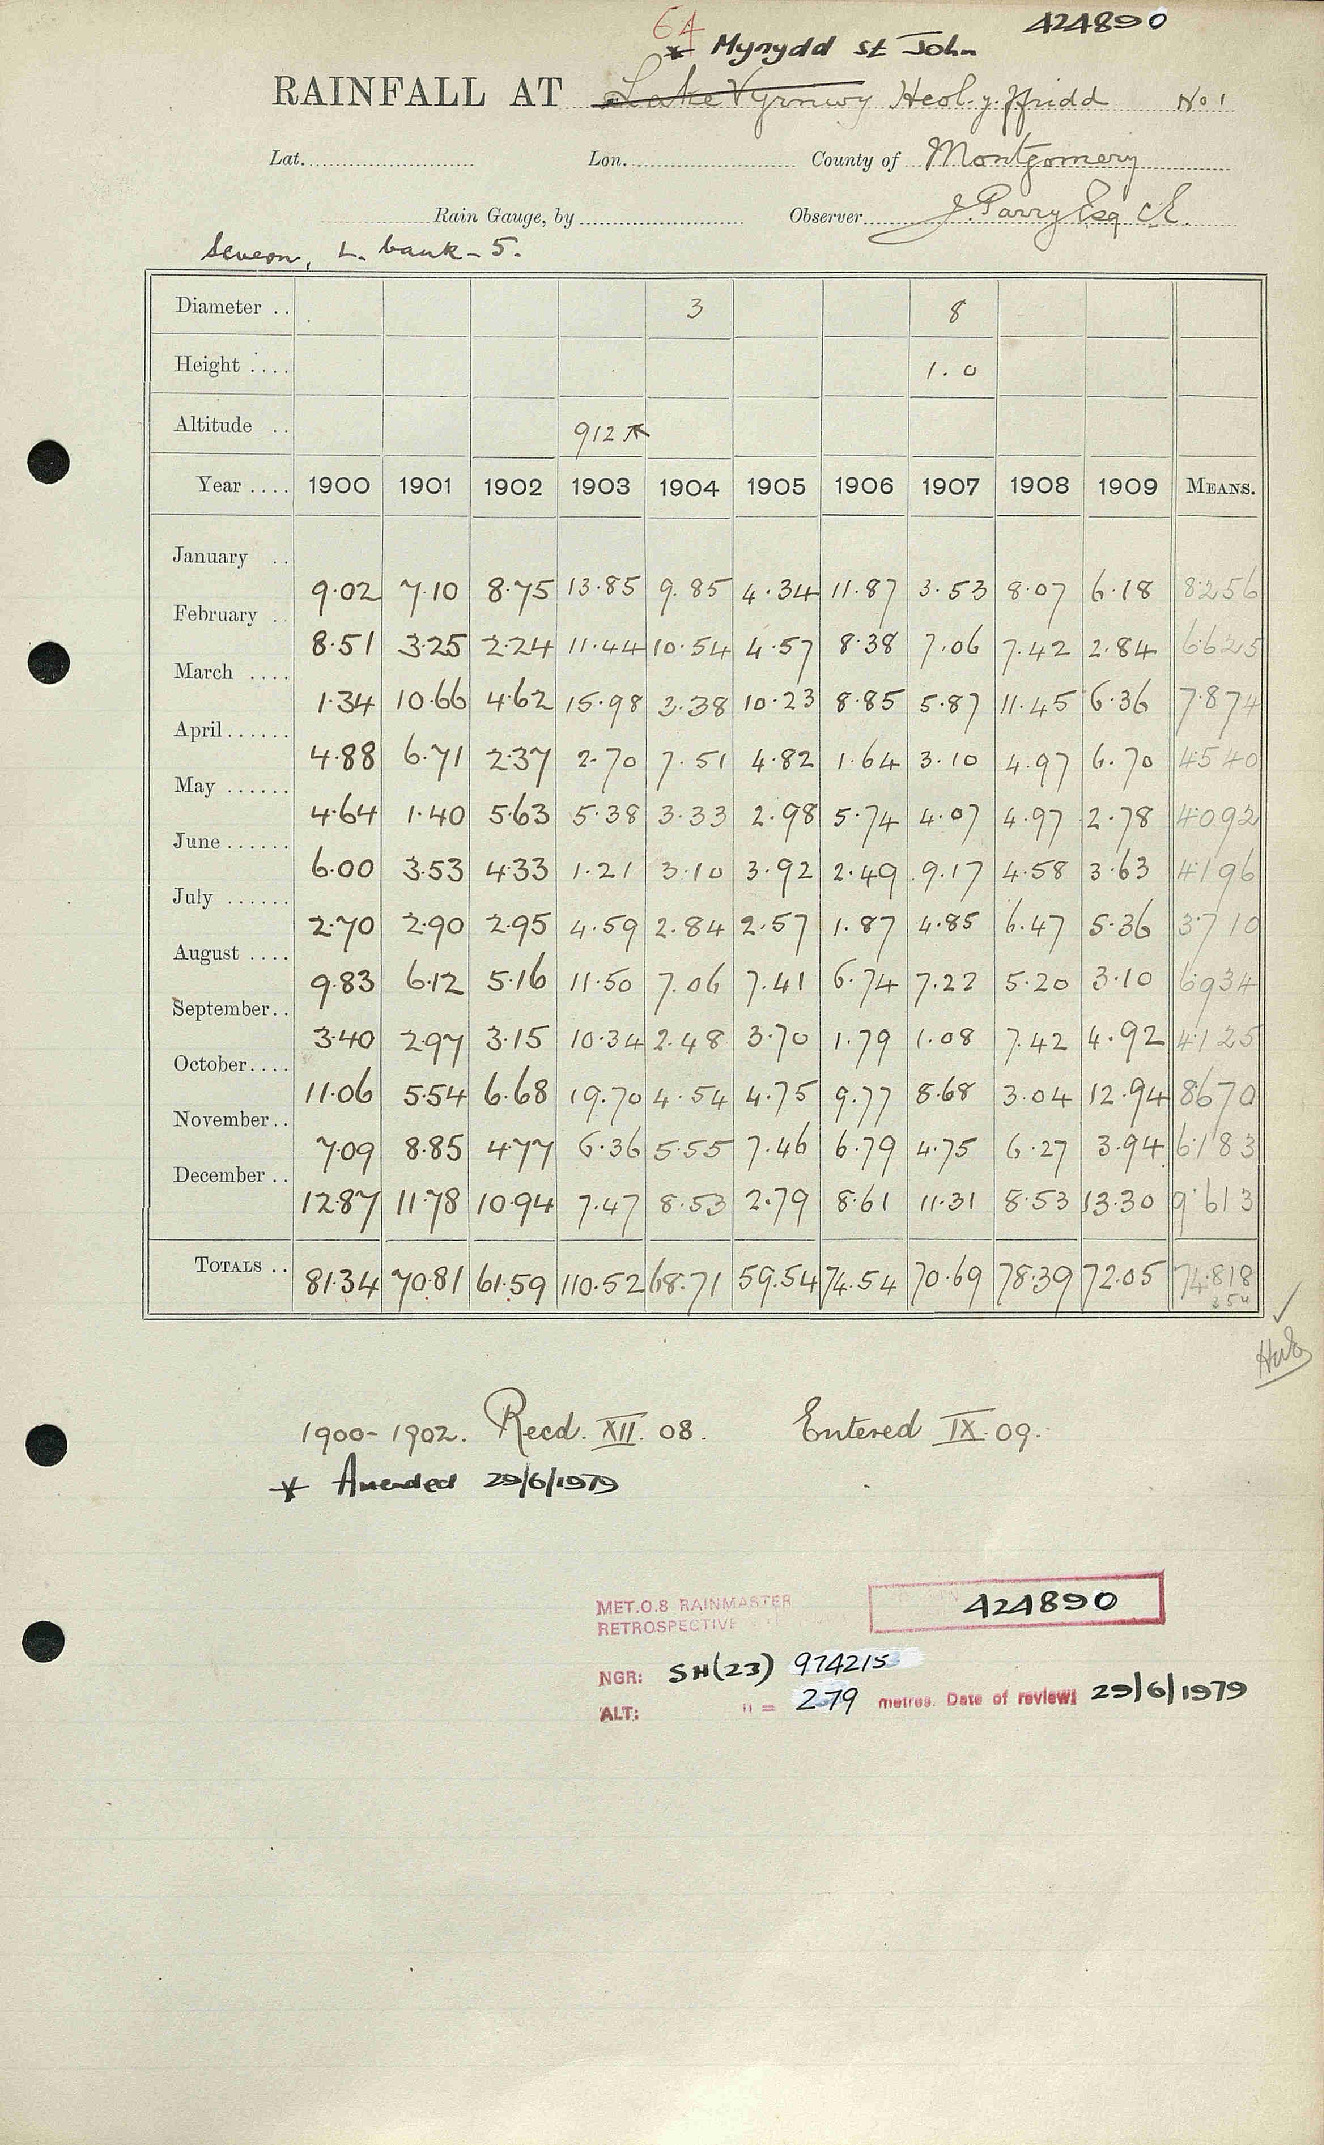 64
424890
* Mynydd St John
RAINFALL AT Lake Vyrnwy Heol-y-ffridd No 1
Lat. Lon. County of Montgomery
Rain Gauge, by Observer J. Parry Esq C.E.
Severn, L. bank - 5.
Diameter .. 3 8
Height .... 1.0
Altitude .. 912 *
Year .... 1900 1901 1902 1903 1904 1905 1906 1907 1908 1909 MEANS.
January .. 9.02 7.10 8.75 13.85 9.85 4.34 11.87 3.53 8.07 6.18 8.256
February .. 8.51 3.25 2.24 11.44 10.54 4.57 8.38 7.06 7.42 2.84 6.625
March .... 1.34 10.66 4.62 15.98 3.38 10.23 8.85 5.87 11.45 6.36 7.874
April...... 4.88 6.71 2.37 2.70 7.51 4.82 1.64 3.10 4.97 6.70 4.540
May ...... 4.64 1.40 5.63 5.38 3.33 2.98 5.74 4.07 4.97 2.78 4.092
June ...... 6.00 3.53 4.33 1.21 3.10 3.92 2.49 9.17 4.58 3.63 4.196
July ...... 2.70 2.90 2.95 4.59 2.84 2.57 1.87 4.85 6.47 5.36 3.710
August .... 9.83 6.12 5.16 11.50 7.06 7.41 6.74 7.22 5.20 3.10 6.934
September.. 3.40 2.97 3.15 10.34 2.48 3.70 1.79 1.08 7.42 4.92 4.125
October.... 11.06 5.54 6.68 19.70 4.54 4.75 9.77 8.68 3.04 12.94 8.670
November.. 7.09 8.85 4.77 6.36 5.55 7.46 6.79 4.75 6.27 3.94 6.183
December .. 12.87 11.78 10.94 7.47 8.53 2.79 8.61 11.31 8.53 13.30 9.613
TOTALS .. 81.34 70.81 61.59 110.52 68.71 59.54 74.54 70.69 78.39 72.05 74.818
1900-1902. Recd. XII. 08. Entered IX. 09.
* Amended 29/6/1979
MET.O.8 RAINMASTER
RETROSPECTIVE
424890
NGR: SH(23) 974215
ALT: " = 279 metres. Date of review: 29/6/1979